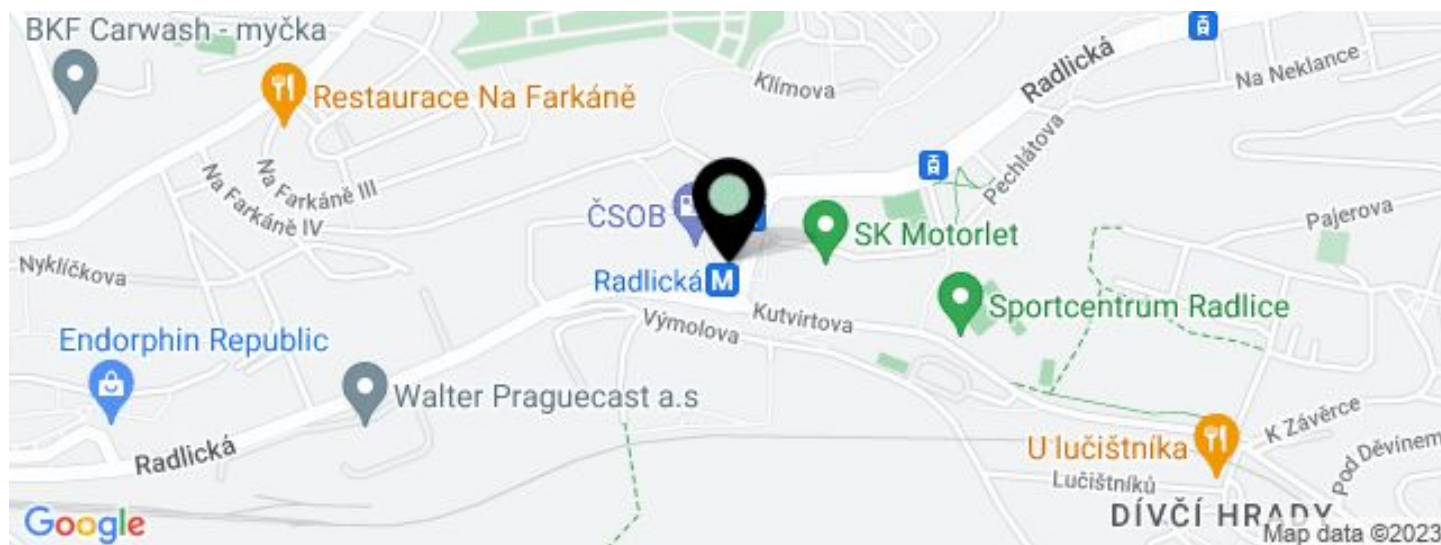 BKF Carwash - myčka
Restaurace Na Farkáně
Klímova
Radlická
Na Neklance
Pechlátova
Na Farkáně III
Na Farkáně IV
ČSOB
SK Motorlet
Pajerova
Nyklíčkova
Radlická
M
Kutvirtova
Výmolova
Sportcentrum Radlice
Endorphin Republic
Walter Praguecast a.s
Radlická
U lučištníka
K Závěrce
Pod Děvínem
Lučištníků
DÍVČÍ HRADY
Google
Map data ©2023